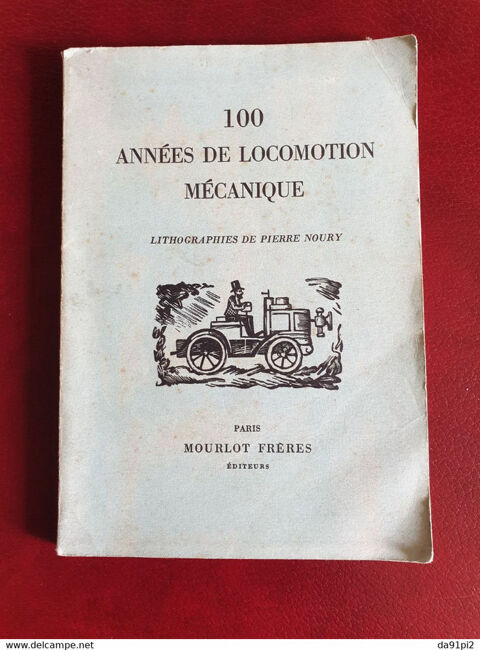 100
ANNÉES DE LOCOMOTION
MÉCANIQUE
LITHOGRAPHIES DE PIERRE NOURY
PARIS
MOURLOT FRÈRES
ÉDITEURS
www.delcampe.net
da91pi2